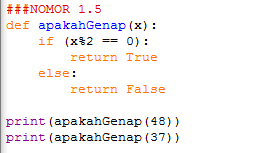 ###NOMOR 1.5
def apakahGenap(x):
    if (x%2 == 0):
        return True
    else:
        return False

print(apakahGenap(48))
print(apakahGenap(37))